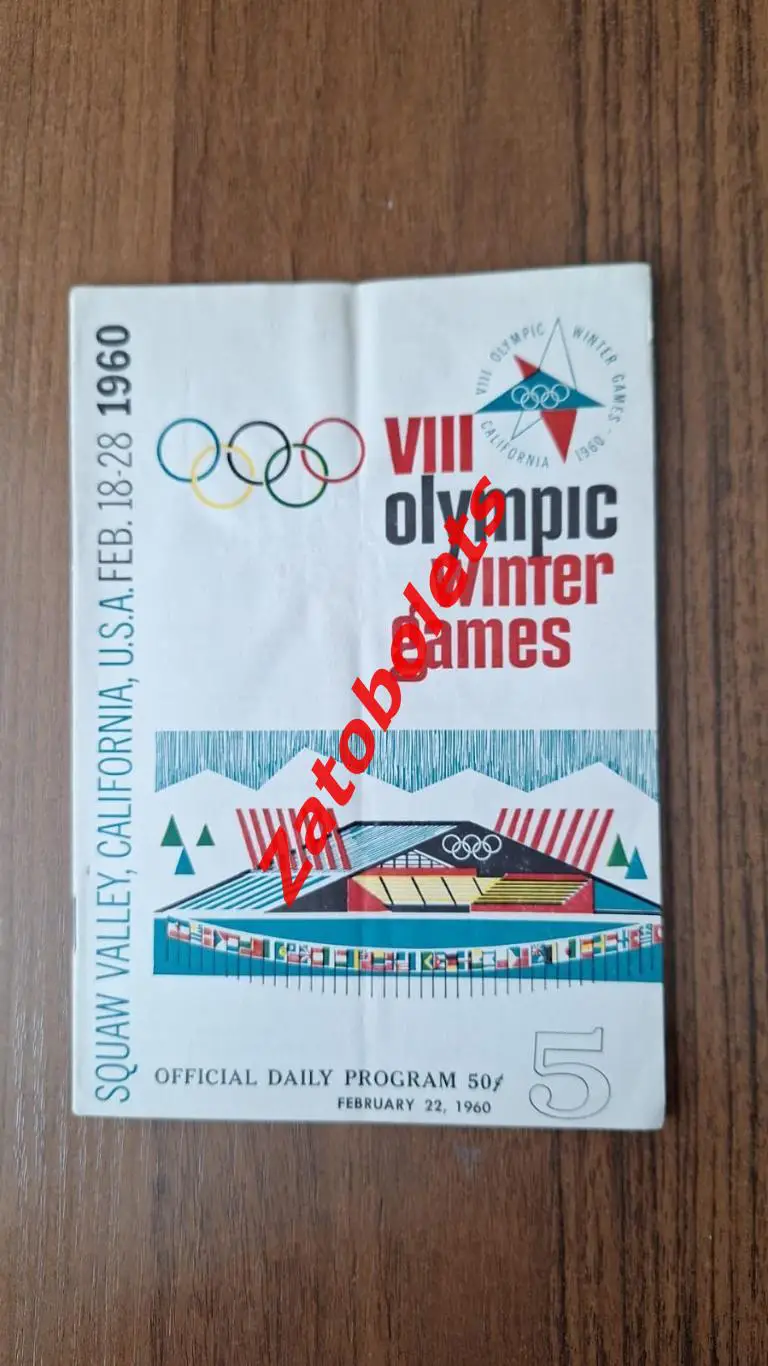 SQUAW VALLEY, CALIFORNIA, U.S.A. FEB. 18-28 1960
VIII OLYMPIC WINTER GAMES
CALIFORNIA 1960
VIII
olympic
winter
games
Zatobolets
OFFICIAL DAILY PROGRAM 50¢
FEBRUARY 22, 1960
5